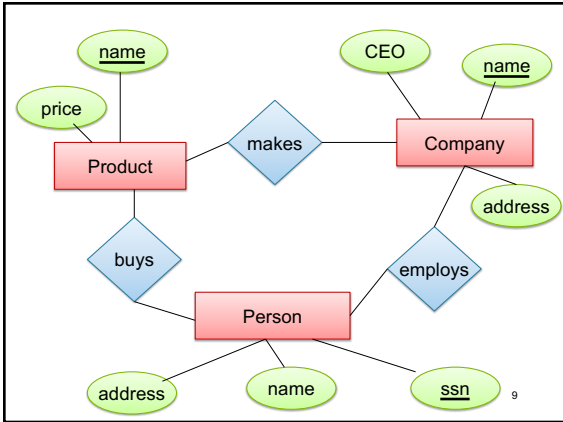 name
CEO
name
price
makes
Company
Product
address
buys
employs
Person
address
name
ssn
9